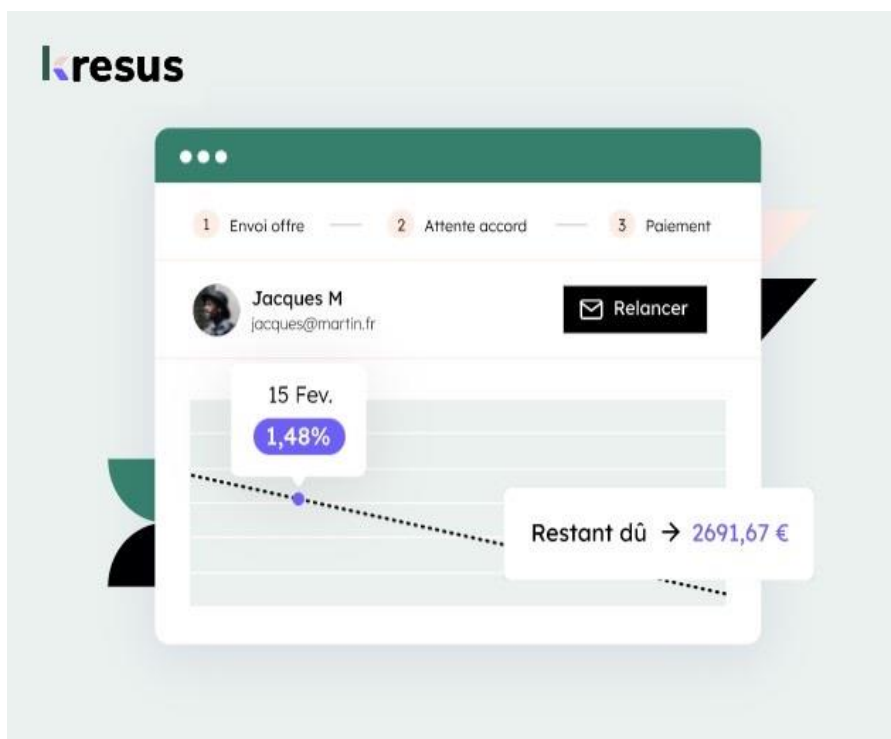 kresus
1 Envoi offre 2 Attente accord 3 Paiement
Jacques M
jacques@martin.fr
Relancer
15 Fev.
1,48%
Restant dû → 2691,67 €